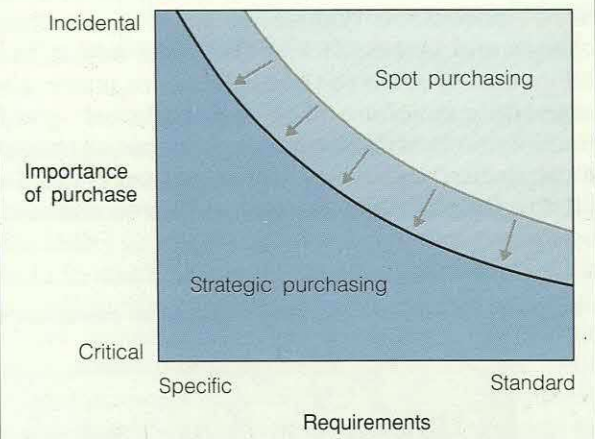 Incidental
Spot purchasing
Importance
of purchase
Strategic purchasing
Critical
Specific
Standard
Requirements